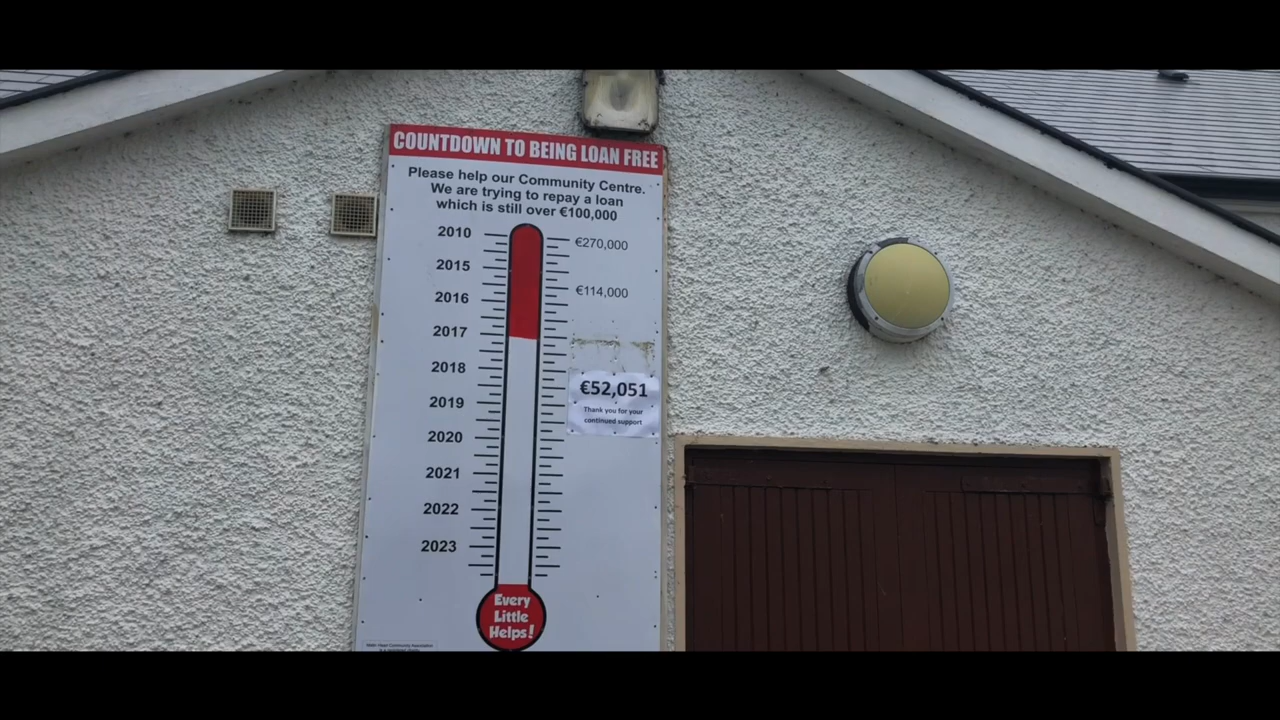 COUNTDOWN TO BEING LOAN FREE
Please help our Community Centre.
We are trying to repay a loan
which is still over €100,000
2010
€270,000
2015
2016
€114,000
2017
2018
€52,051
Thank you for your
continued support
2019
2020
2021
2022
2023
Every
Little
Helps!